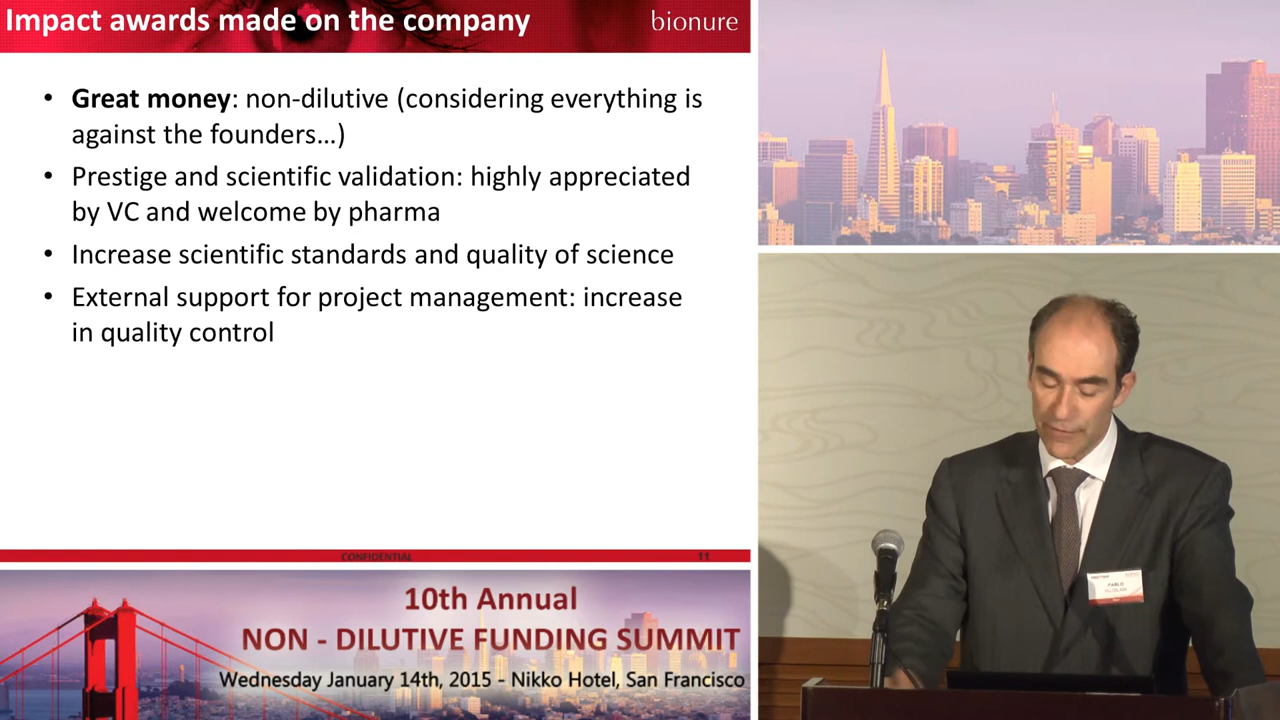 Impact awards made on the company
bionure
• Great money: non-dilutive (considering everything is
against the founders...)
• Prestige and scientific validation: highly appreciated
by VC and welcome by pharma
• Increase scientific standards and quality of science
• External support for project management: increase
in quality control
CONFIDENTIAL
11
10th Annual
NON - DILUTIVE FUNDING SUMMIT
Wednesday January 14th, 2015 - Nikko Hotel, San Francisco
PABLO